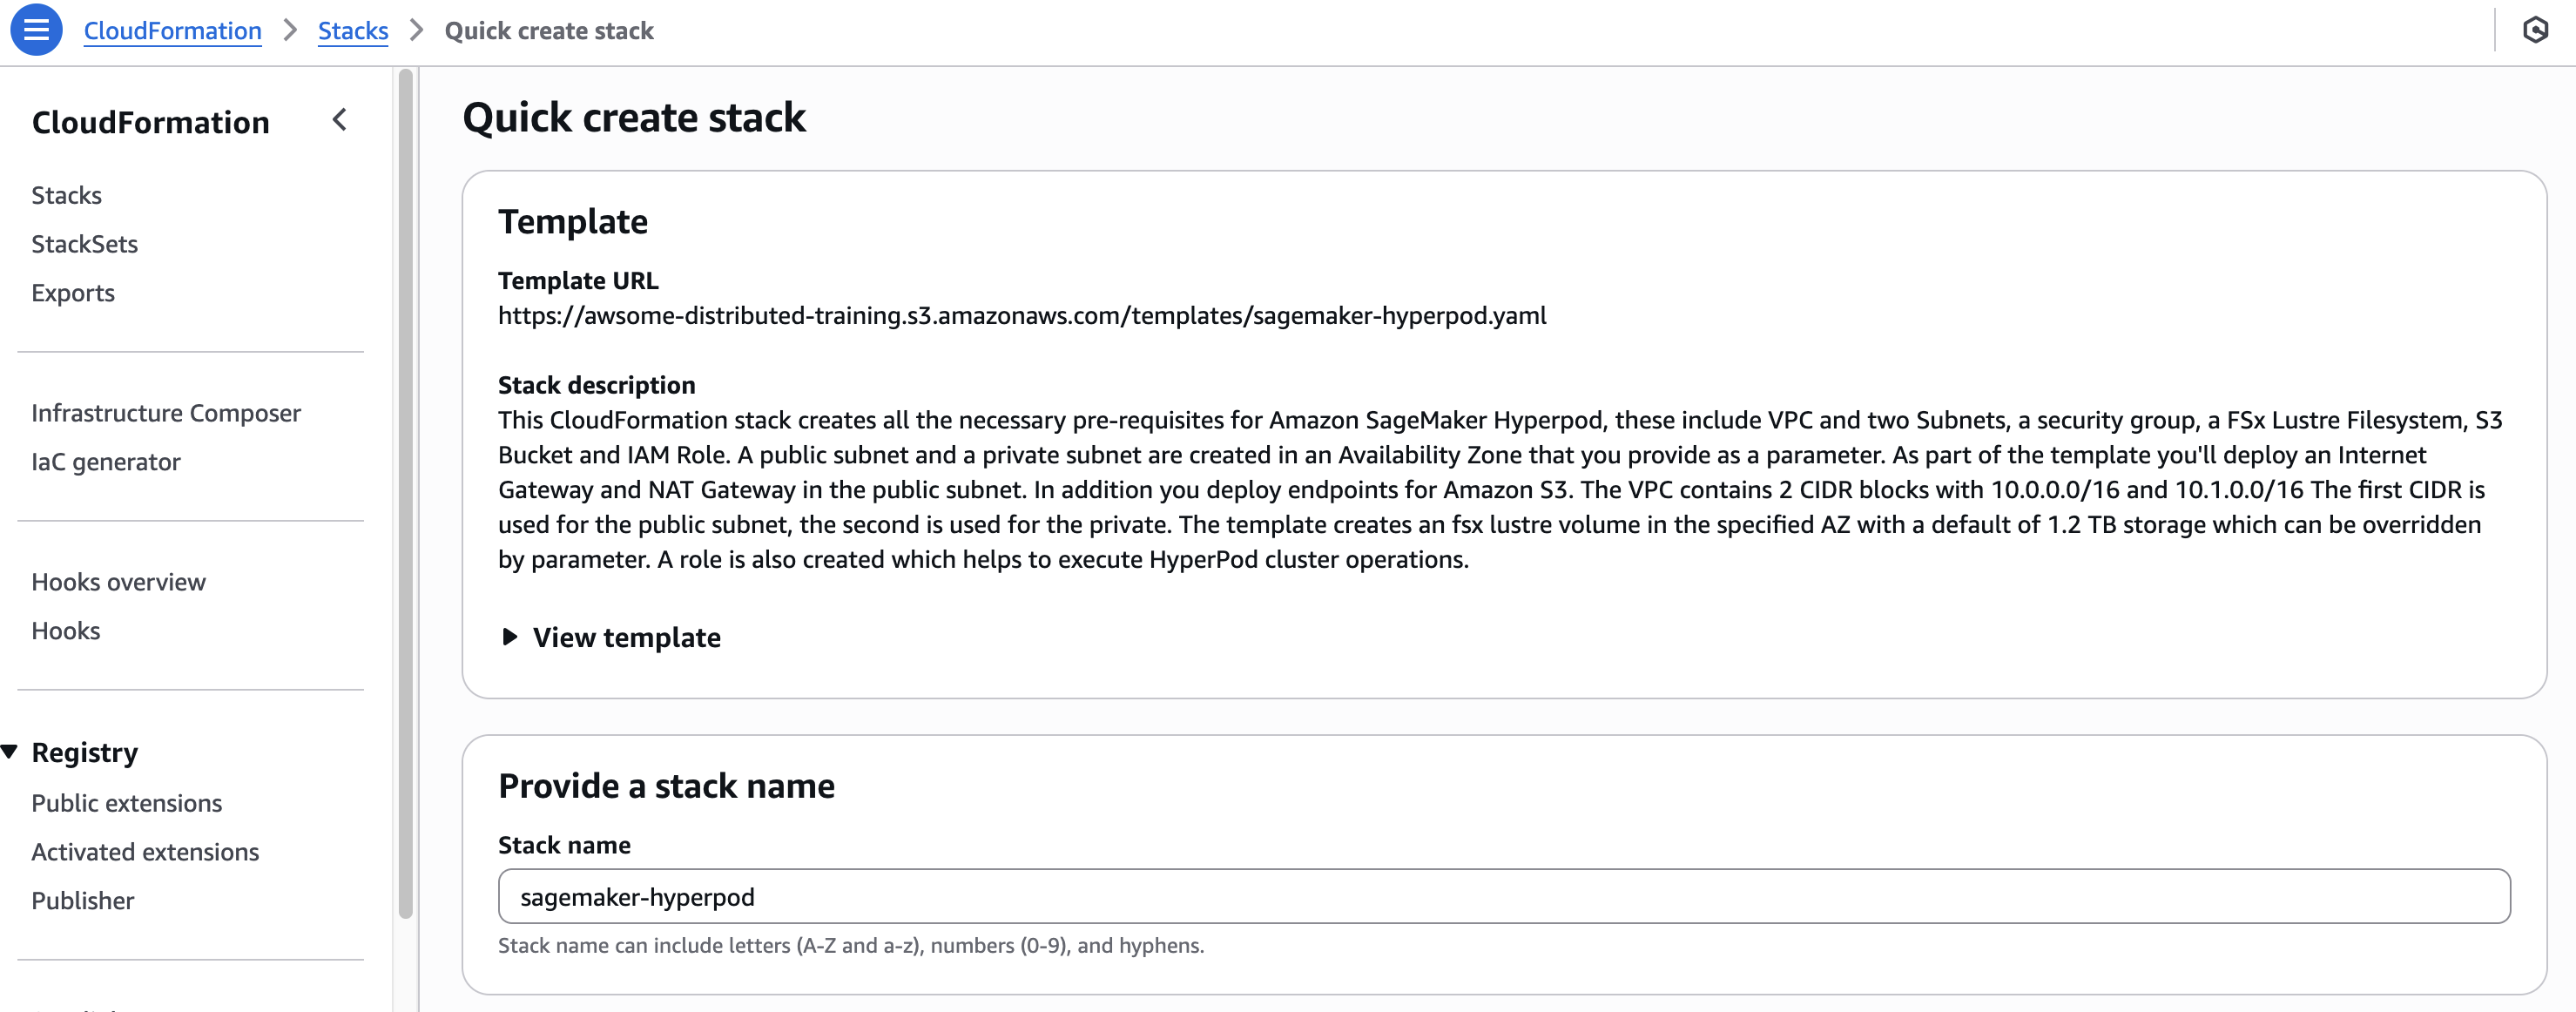 CloudFormation > Stacks > Quick create stack
CloudFormation
Stacks
StackSets
Exports
Infrastructure Composer
IaC generator
Hooks overview
Hooks
Registry
Public extensions
Activated extensions
Publisher
Quick create stack
Template
Template URL
https://awsome-distributed-training.s3.amazonaws.com/templates/sagemaker-hyperpod.yaml
Stack description
This CloudFormation stack creates all the necessary pre-requisites for Amazon SageMaker Hyperpod, these include VPC and two Subnets, a security group, a FSx Lustre Filesystem, S3
Bucket and IAM Role. A public subnet and a private subnet are created in an Availability Zone that you provide as a parameter. As part of the template you'll deploy an Internet
Gateway and NAT Gateway in the public subnet. In addition you deploy endpoints for Amazon S3. The VPC contains 2 CIDR blocks with 10.0.0.0/16 and 10.1.0.0/16 The first CIDR is
used for the public subnet, the second is used for the private. The template creates an fsx lustre volume in the specified AZ with a default of 1.2 TB storage which can be overridden
by parameter. A role is also created which helps to execute HyperPod cluster operations.
View template
Provide a stack name
Stack name
sagemaker-hyperpod
Stack name can include letters (A-Z and a-z), numbers (0-9), and hyphens.